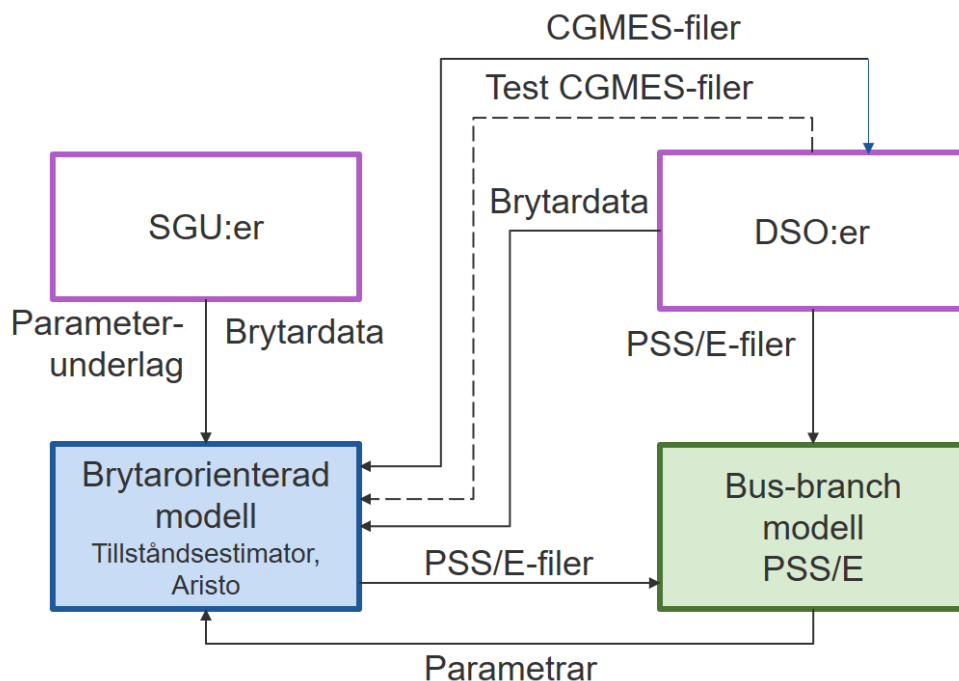 CGMES-filer
Test CGMES-filer
Brytardata
SGU:er
DSO:er
Parameter-
underlag
Brytardata
PSS/E-filer
Brytarorienterad
modell
Tillståndsestimator,
Aristo
Bus-branch
modell
PSS/E
PSS/E-filer
Parametrar